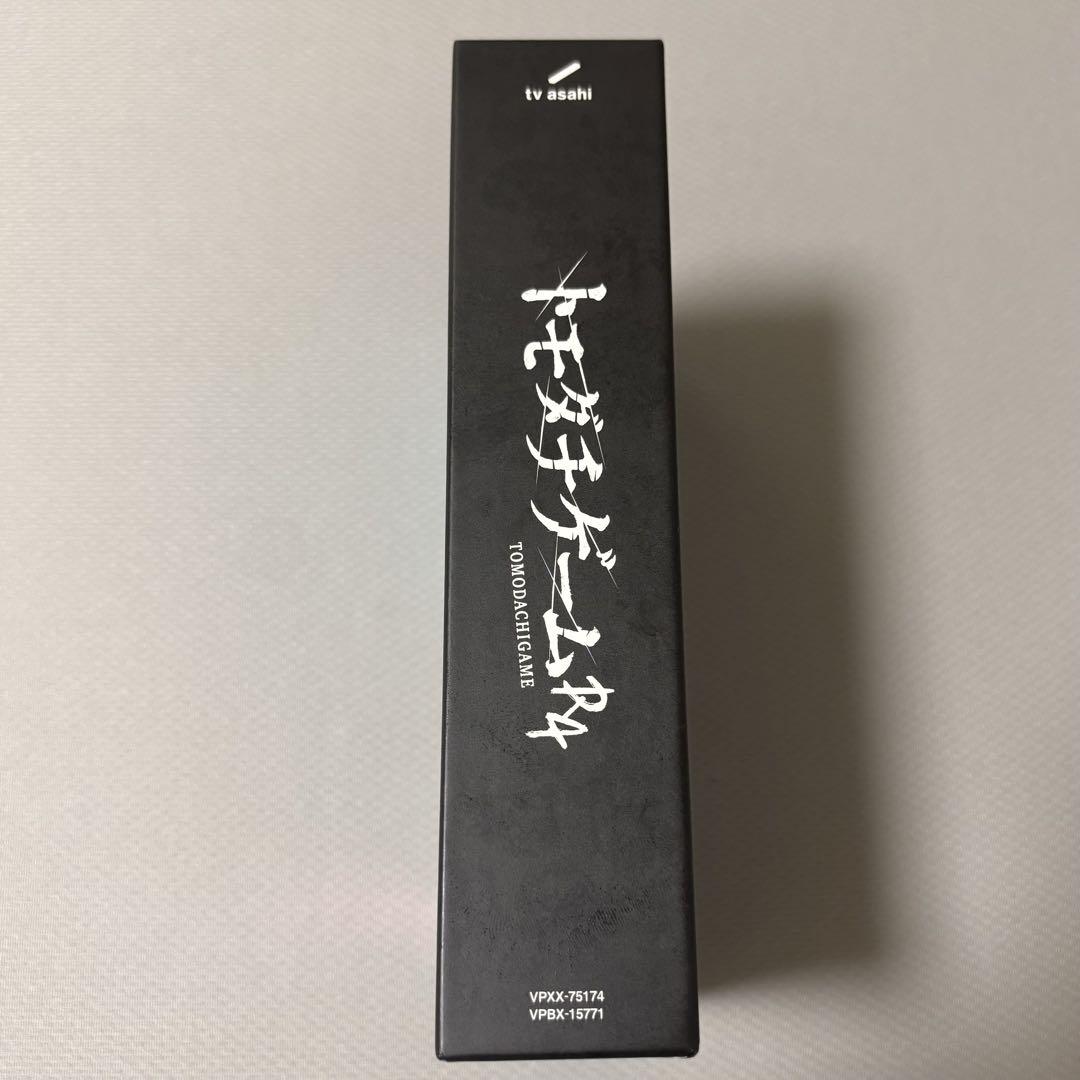 tv asahi
トモダチゲームR4
TOMODACHIGAME
VPXX-75174
VPBX-15771